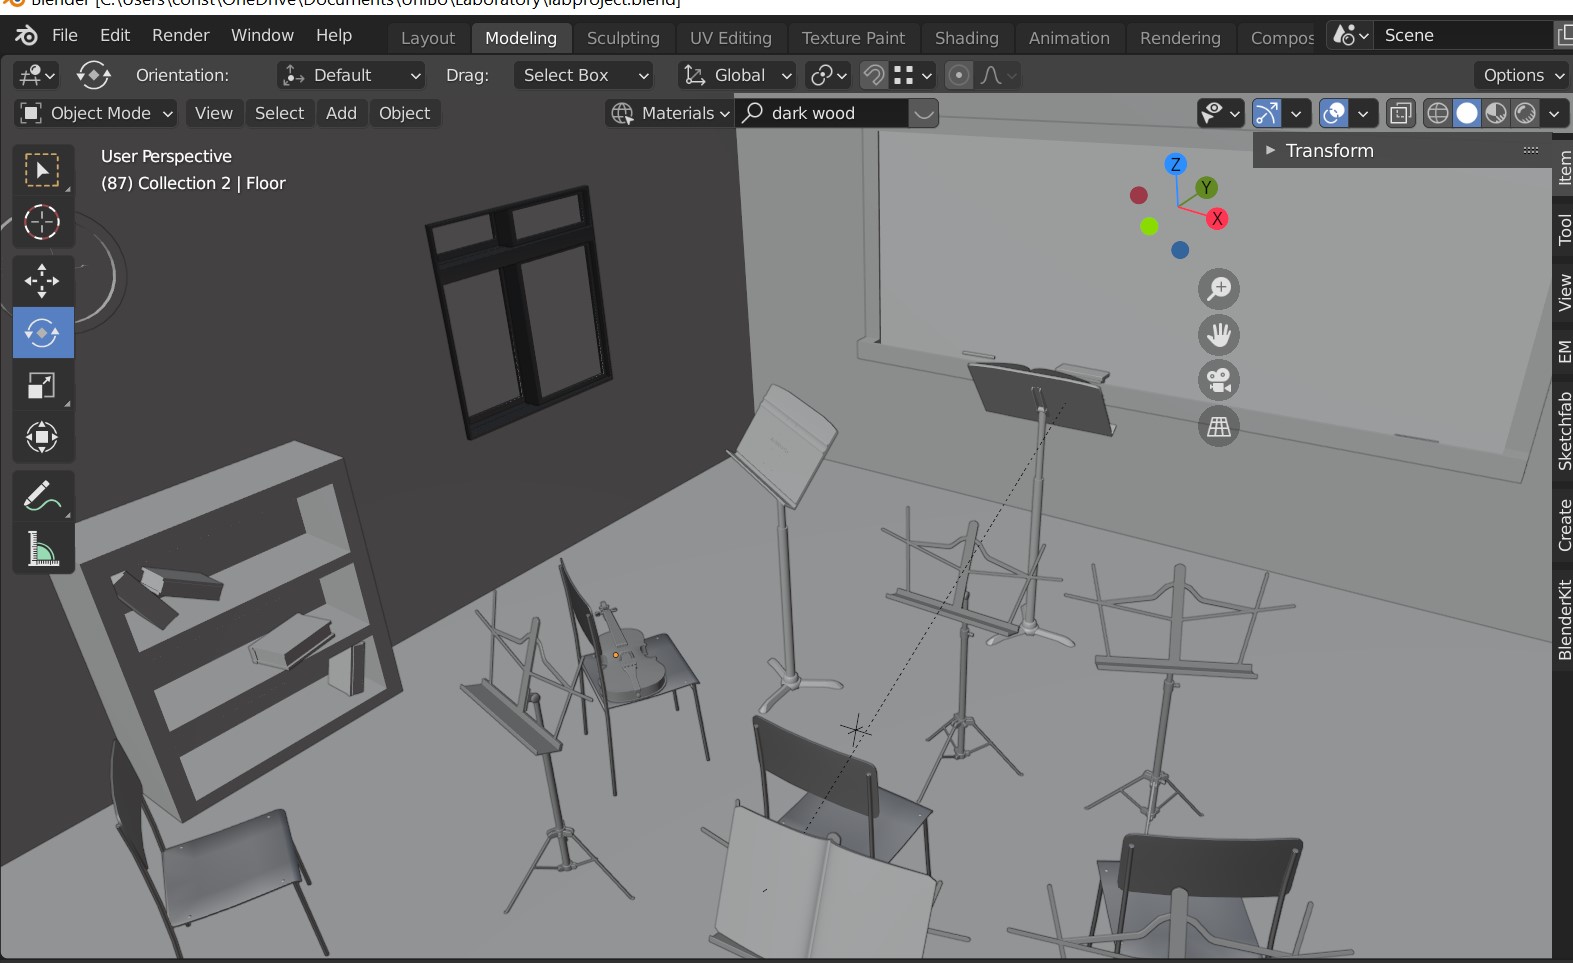 Blender [C:\Users\const\OneDrive\Documents\UniBo\Laboratory\labproject.blend]
File Edit Render Window Help Layout Modeling Sculpting UV Editing Texture Paint Shading Animation Rendering Compos Scene
Orientation: Default Drag: Select Box Global Options
Object Mode View Select Add Object Materials dark wood
User Perspective
(87) Collection 2 | Floor
Transform
Z
Y
X
Item
Tool
View
EM
Sketchfab
Create
BlenderKit